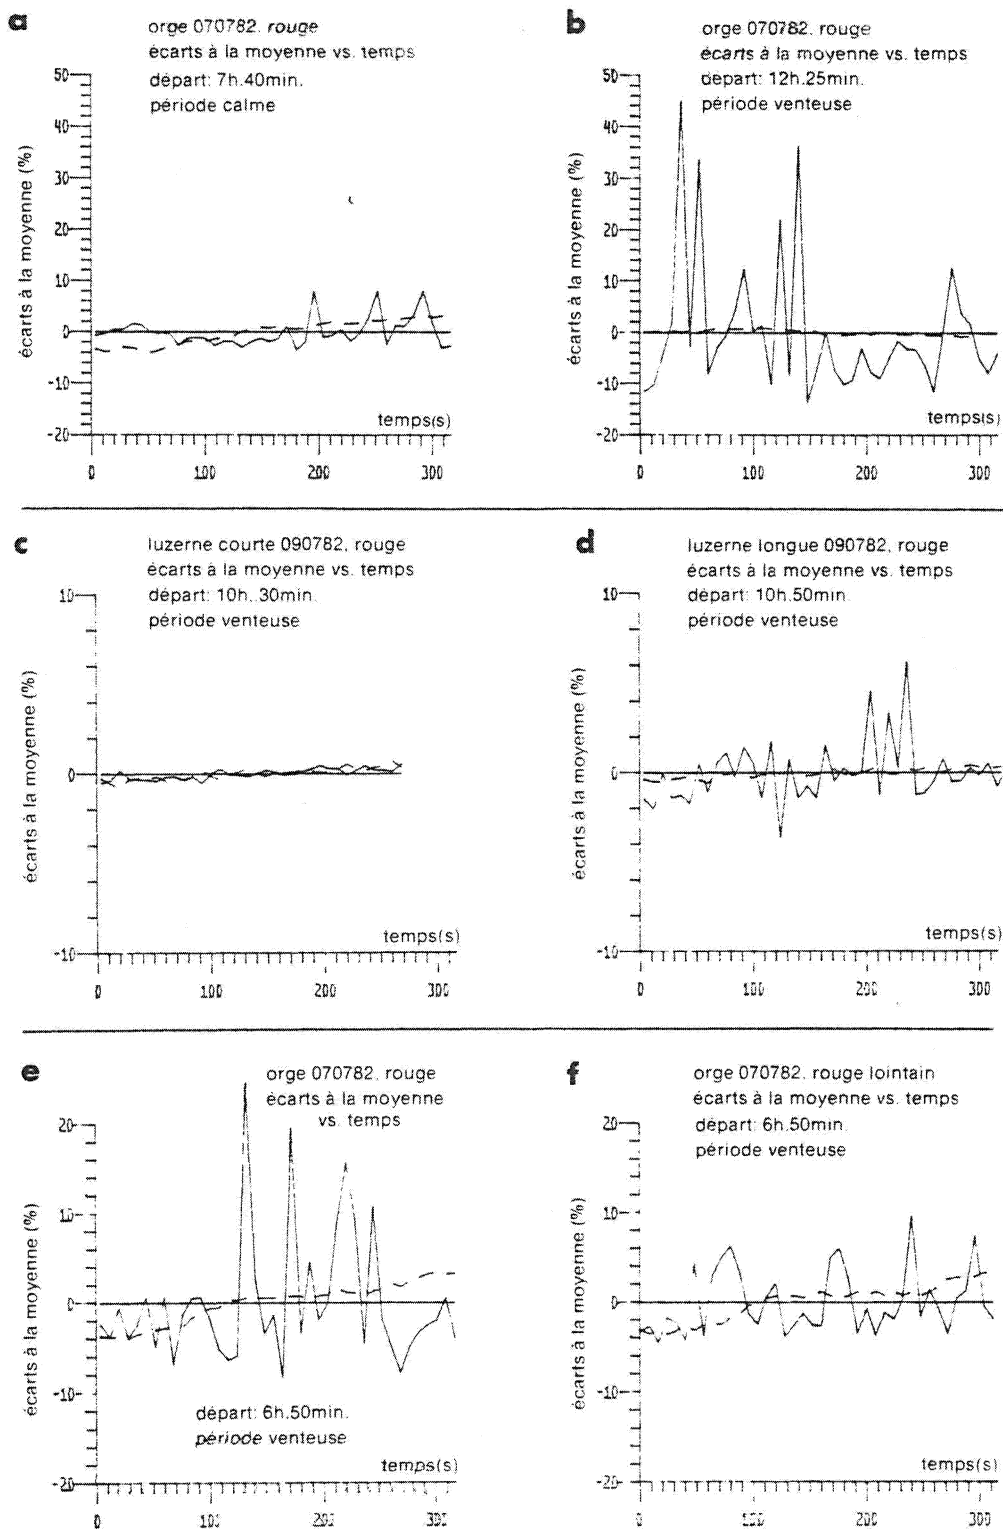 a
orge 070782. rouge
écarts à la moyenne vs. temps
départ: 7h.40min.
période calme
écarts à la moyenne (%)
50
40
30
20
10
0
-10
-20
temps(s)
0 100 200 300
b
orge 070782. rouge
écarts à la moyenne vs. temps
départ: 12h.25min.
période venteuse
écarts à la moyenne (%)
50
40
30
20
10
0
-10
-20
temps(s)
0 100 200 300
c
luzerne courte 090782, rouge
écarts à la moyenne vs. temps
départ: 10h..30min.
période venteuse
écarts à la moyenne (%)
10
0
-10
temps(s)
0 100 200 300
d
luzerne longue 090782, rouge
écarts à la moyenne vs. temps
départ: 10h.50min.
période venteuse
écarts à la moyenne (%)
10
0
-10
temps(s)
0 100 200 300
e
orge 070782. rouge
écarts à la moyenne
vs. temps
écarts à la moyenne (%)
20
10
0
-10
-20
départ: 6h.50min.
période venteuse
temps(s)
0 100 200 300
f
orge 070782. rouge lointain
écarts à la moyenne vs. temps
départ: 6h.50min.
période venteuse
écarts à la moyenne (%)
20
10
0
-10
-20
temps(s)
0 100 200 300